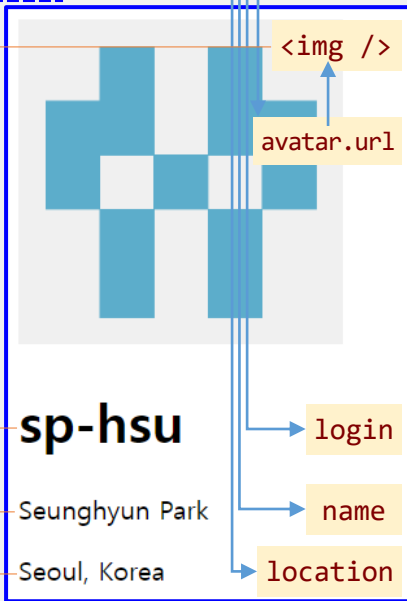 <img />
avatar.url
sp-hsu
login
Seunghyun Park
name
Seoul, Korea
location